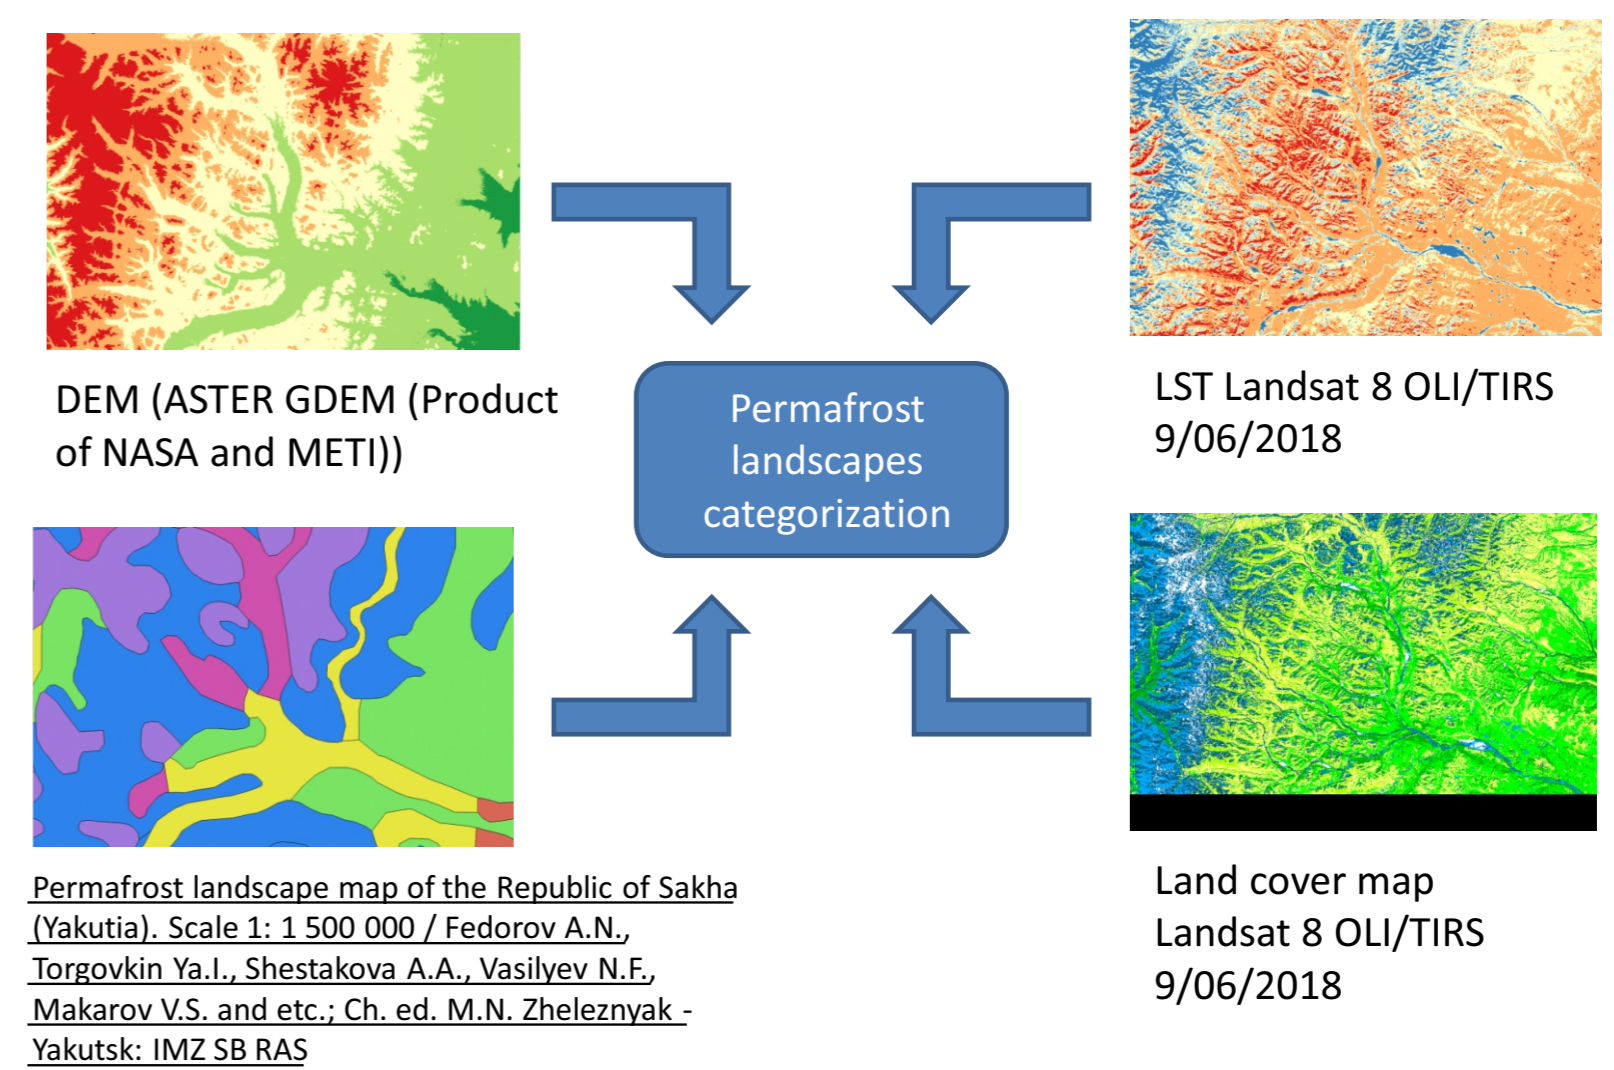 DEM (ASTER GDEM (Product
of NASA and METI))
LST Landsat 8 OLI/TIRS
9/06/2018
Permafrost
landscapes
categorization
Permafrost landscape map of the Republic of Sakha
(Yakutia). Scale 1: 1 500 000 / Fedorov A.N.,
Torgovkin Ya.I., Shestakova A.A., Vasilyev N.F.,
Makarov V.S. and etc.; Ch. ed. M.N. Zheleznyak -
Yakutsk: IMZ SB RAS
Land cover map
Landsat 8 OLI/TIRS
9/06/2018